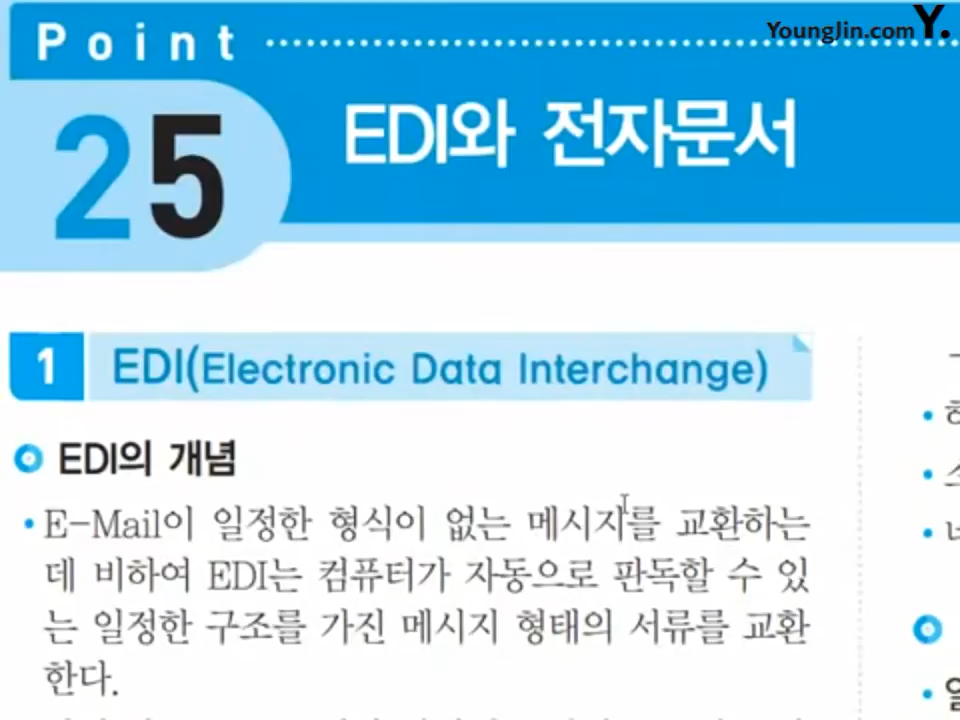 Point
YoungJin.com Y.
25
EDI와 전자문서
1 EDI(Electronic Data Interchange)
EDI의 개념
• E-Mail이 일정한 형식이 없는 메시지를 교환하는
데 비하여 EDI는 컴퓨터가 자동으로 판독할 수 있
는 일정한 구조를 가진 메시지 형태의 서류를 교환
한다.